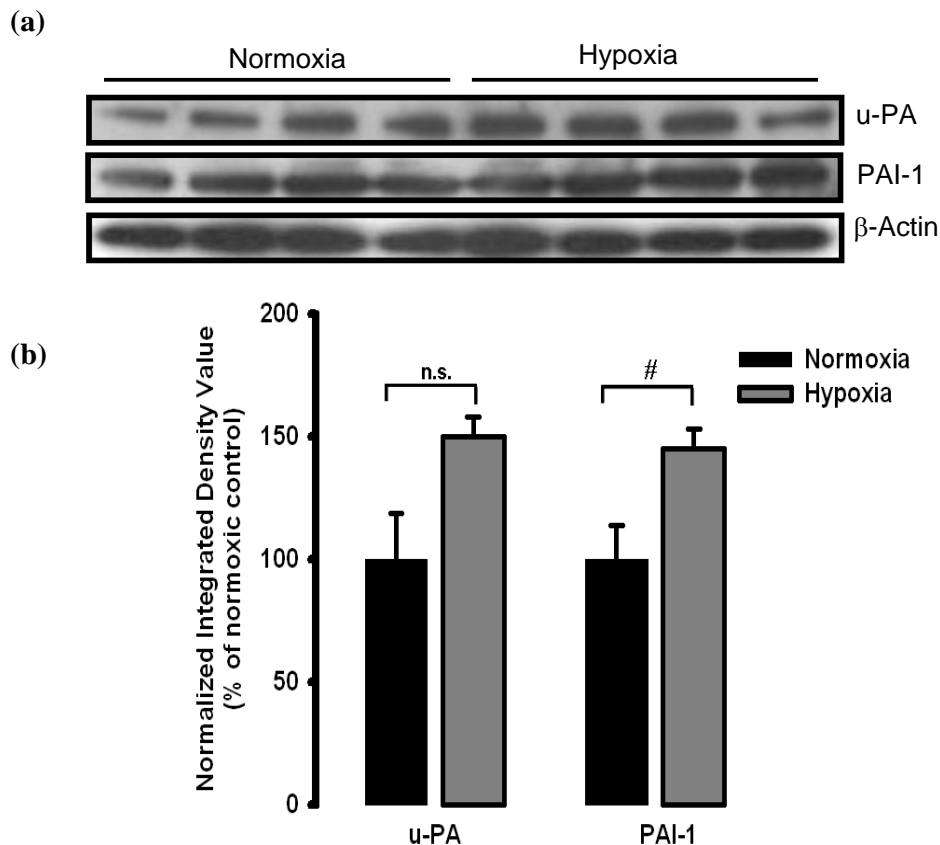 (a)
Normoxia Hypoxia
u-PA
PAI-1
β-Actin
(b)
Normalized Integrated Density Value
(% of normoxic control)
200
150
100
50
0
n.s.
#
Normoxia
Hypoxia
u-PA PAI-1